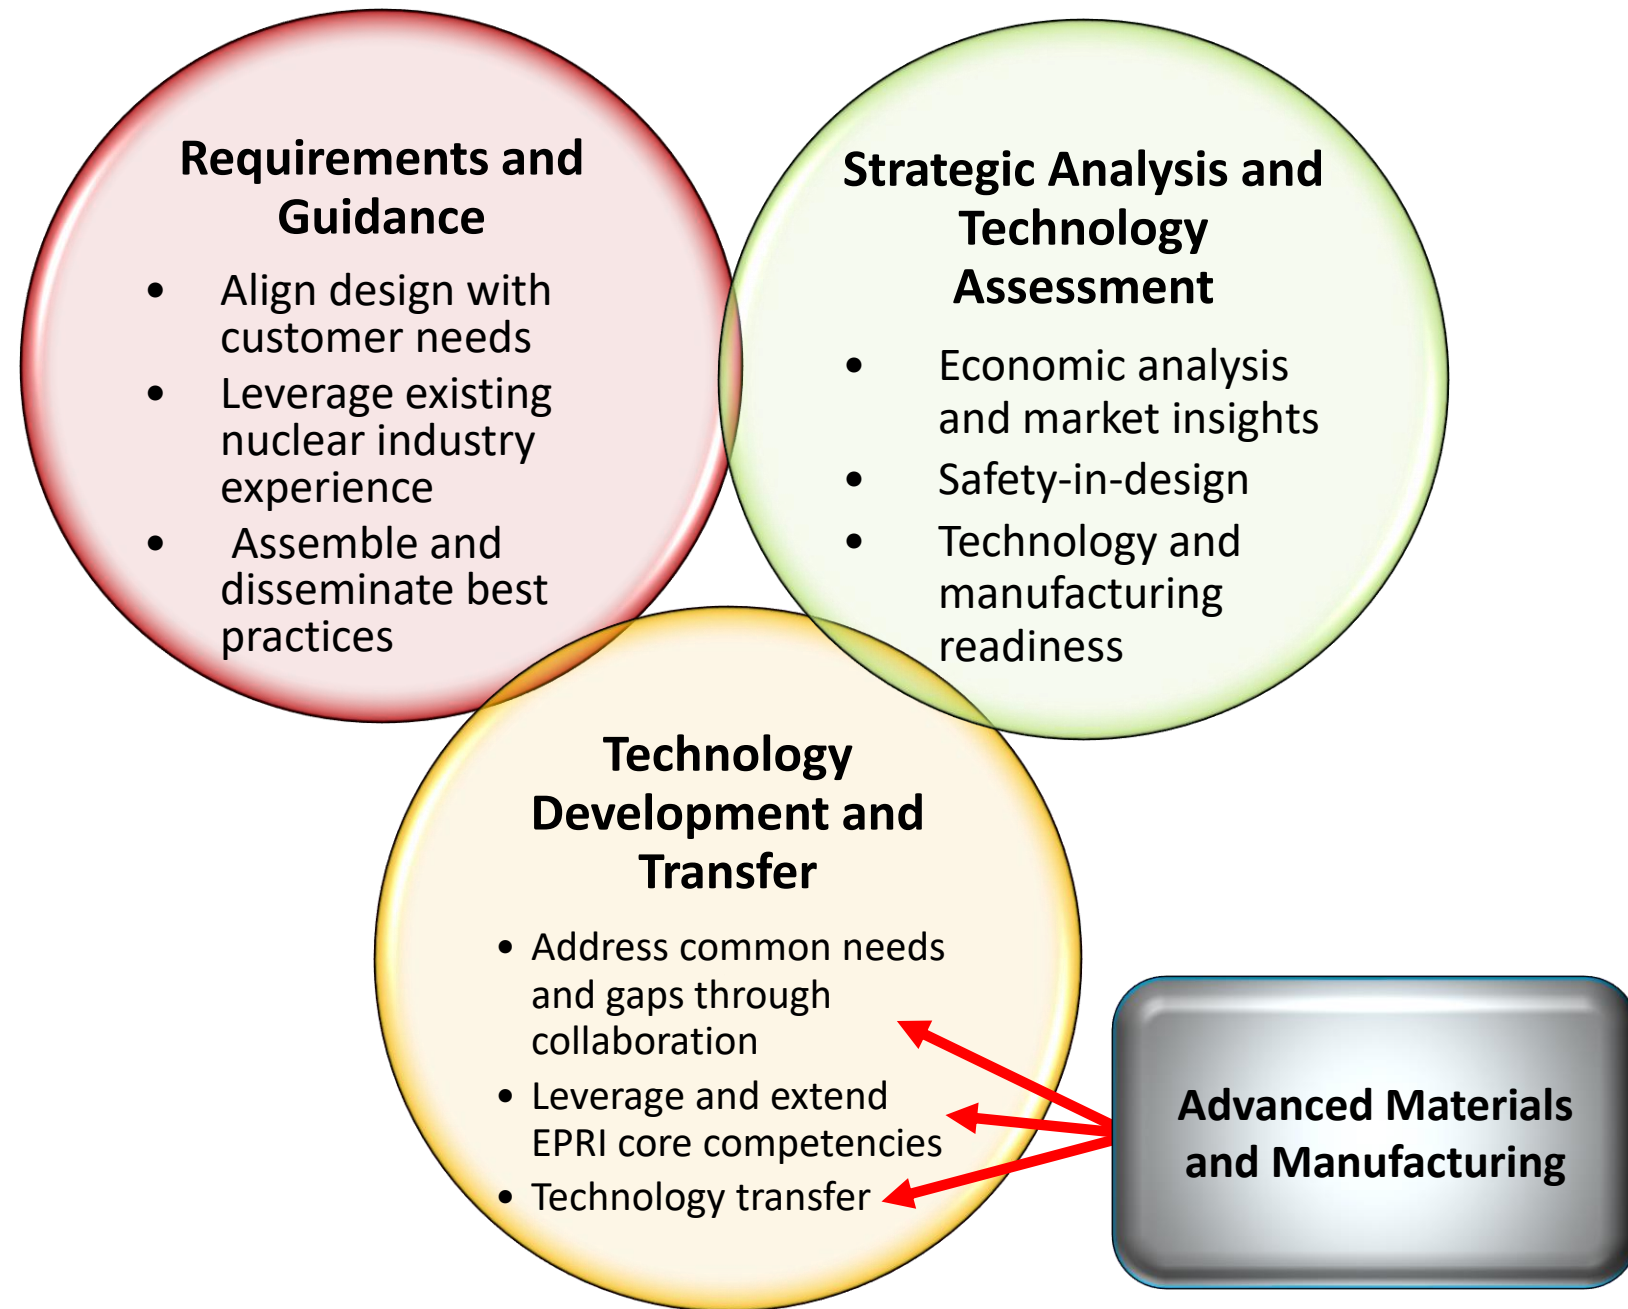 Requirements and
Guidance
• Align design with
customer needs
• Leverage existing
nuclear industry
experience
• Assemble and
disseminate best
practices
Strategic Analysis and
Technology
Assessment
• Economic analysis
and market insights
• Safety-in-design
• Technology and
manufacturing
readiness
Technology
Development and
Transfer
• Address common needs
and gaps through
collaboration
• Leverage and extend
EPRI core competencies
• Technology transfer
Advanced Materials
and Manufacturing